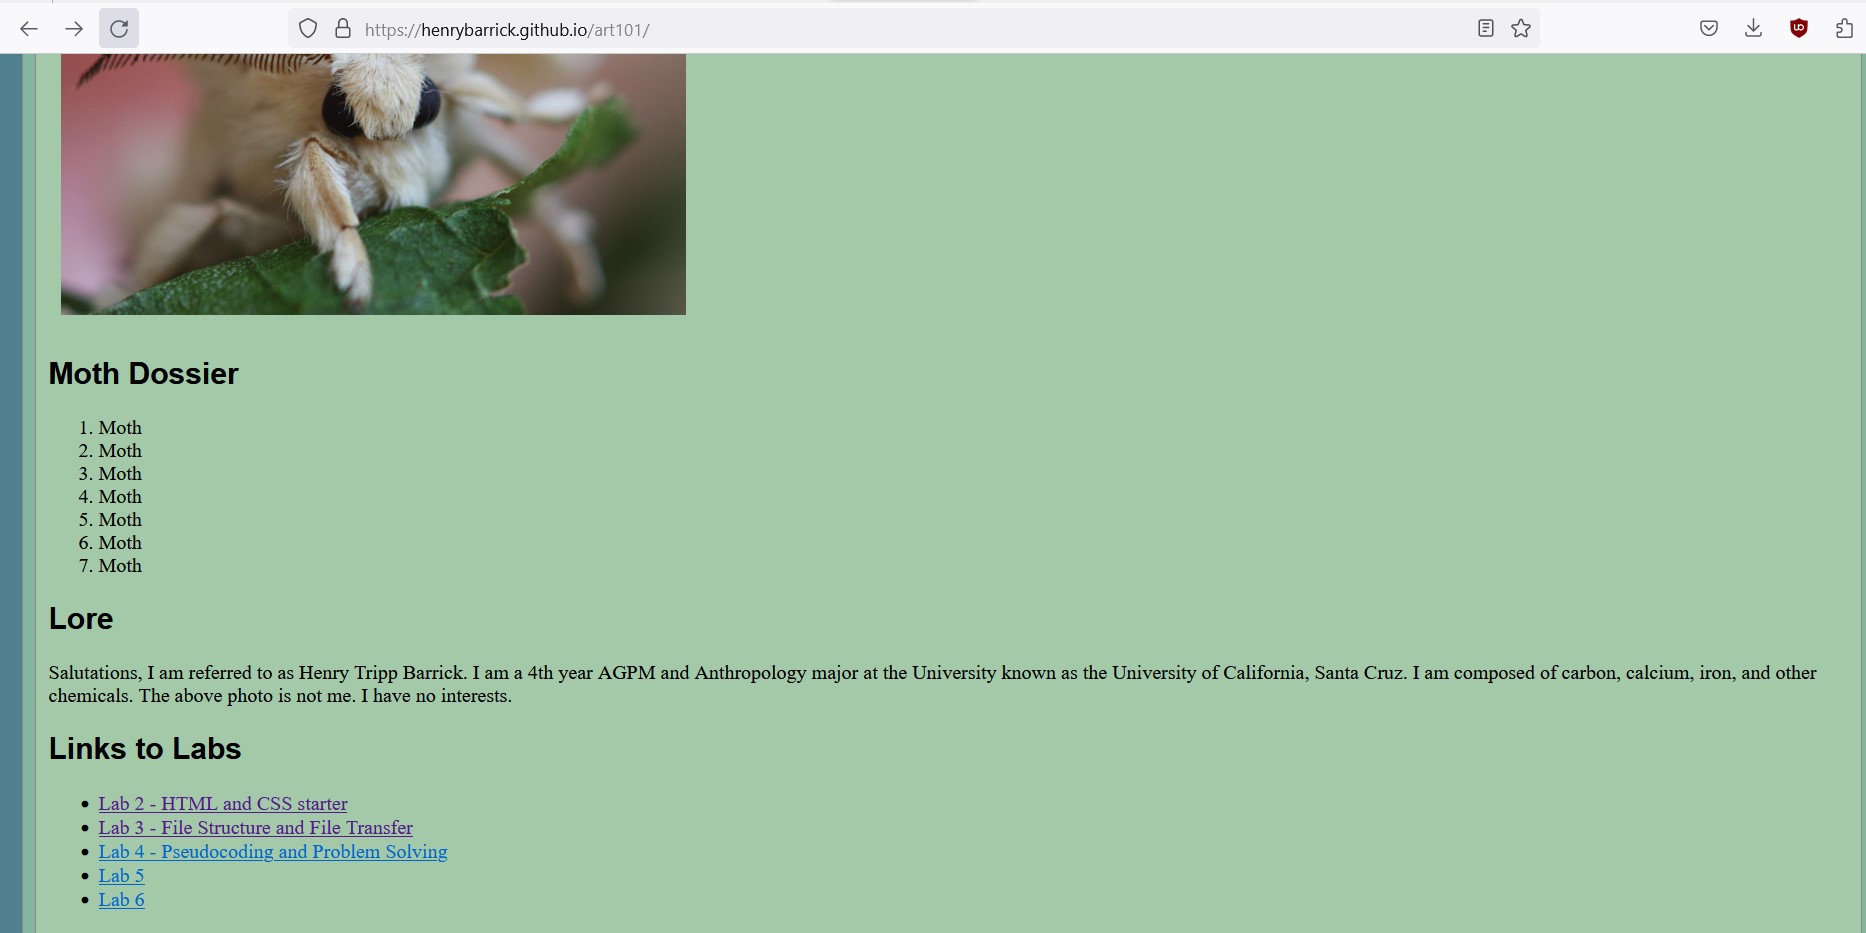 https://henrybarrick.github.io/art101/
Moth Dossier
1. Moth
2. Moth
3. Moth
4. Moth
5. Moth
6. Moth
7. Moth
Lore
Salutations, I am referred to as Henry Tripp Barrick. I am a 4th year AGPM and Anthropology major at the University known as the University of California, Santa Cruz. I am composed of carbon, calcium, iron, and other
chemicals. The above photo is not me. I have no interests.
Links to Labs
• Lab 2 - HTML and CSS starter
• Lab 3 - File Structure and File Transfer
• Lab 4 - Pseudocoding and Problem Solving
• Lab 5
• Lab 6